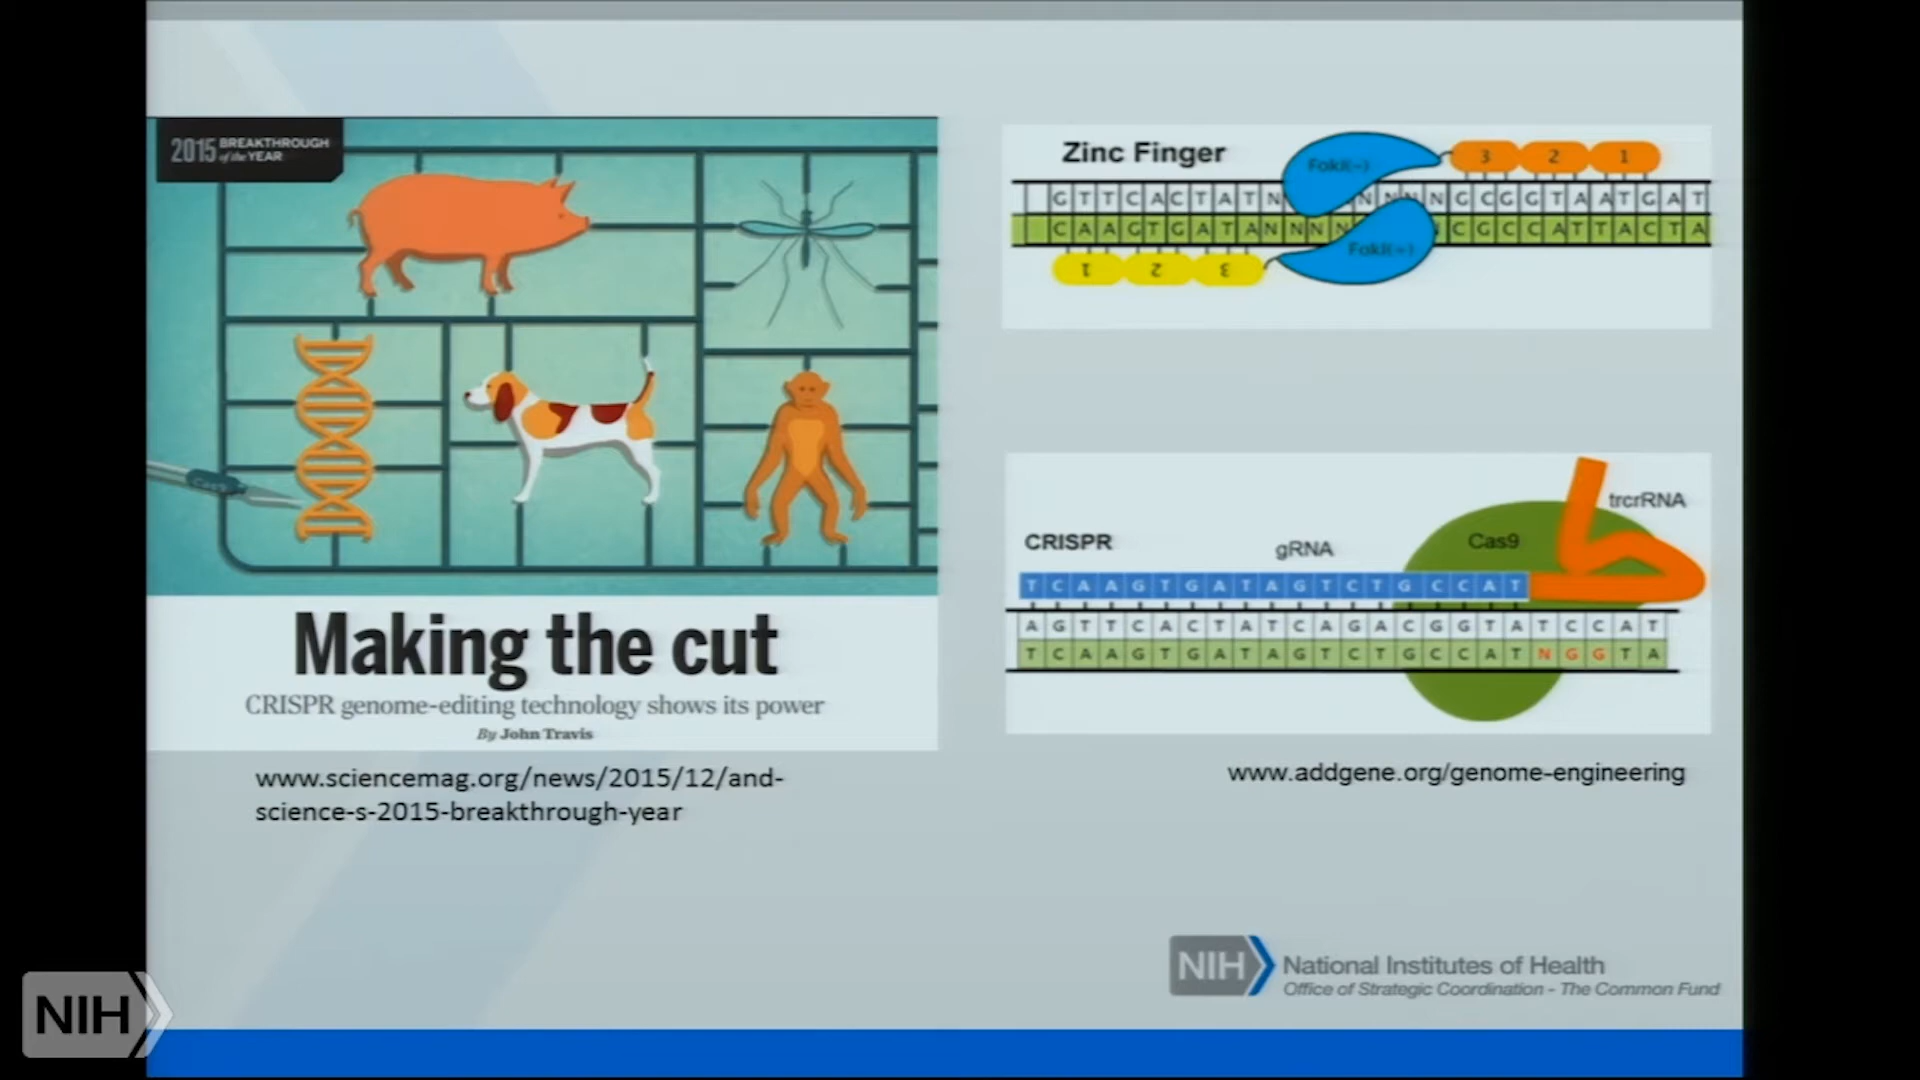 2015 BREAKTHROUGH
of the YEAR
Cas9
Making the cut
CRISPR genome-editing technology shows its power
By John Travis
www.sciencemag.org/news/2015/12/and-
science-s-2015-breakthrough-year
Zinc Finger
FokI(-)
3 2 1
G T T C A C T A T N N N N N G C G G T A A T G A T
C A A G T G A T A N N N N N C G C C A T T A C T A
FokI(+)
1 2 3
trcrRNA
CRISPR
gRNA
Cas9
T C A A G T G A T A G T C T G C C A T
A G T T C A C T A T C A G A C G G T A T C C A T
T C A A G T G A T A G T C T G C C A T N G G T A
www.addgene.org/genome-engineering
NIH National Institutes of Health
Office of Strategic Coordination - The Common Fund
NIH